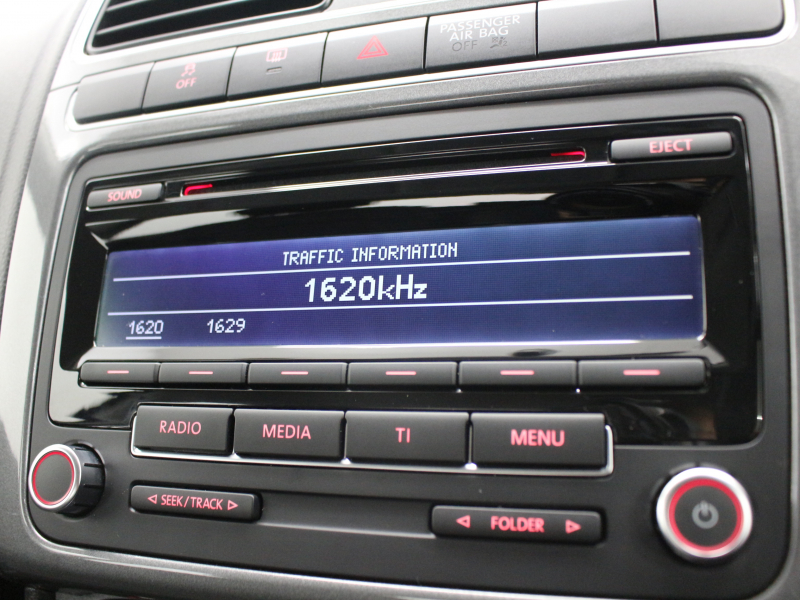 PASSENGER
AIR BAG
OFF
OFF
EJECT
SOUND
TRAFFIC INFORMATION
1620kHz
1620 1629
RADIO MEDIA TI MENU
SEEK/TRACK
FOLDER